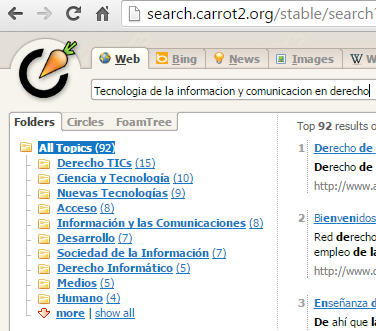 search.carrot2.org/stable/search?
Web Bing News Images W
Tecnologia de la informacion y comunicacion en derecho
Folders Circles FoamTree
Top 92 results o
All Topics (92)
Derecho TICs (15)
Ciencia y Tecnología (10)
Nuevas Tecnologías (9)
Acceso (8)
Información y las Comunicaciones (8)
Desarrollo (7)
Sociedad de la Información (7)
Derecho Informático (5)
Medios (5)
Humano (4)
more | show all
1 Derecho de
Derecho de
http://www.a
2 Bienvenidos
Red derecho
empleo de la
http://www.
3 Enseñanza d
De ahí que la